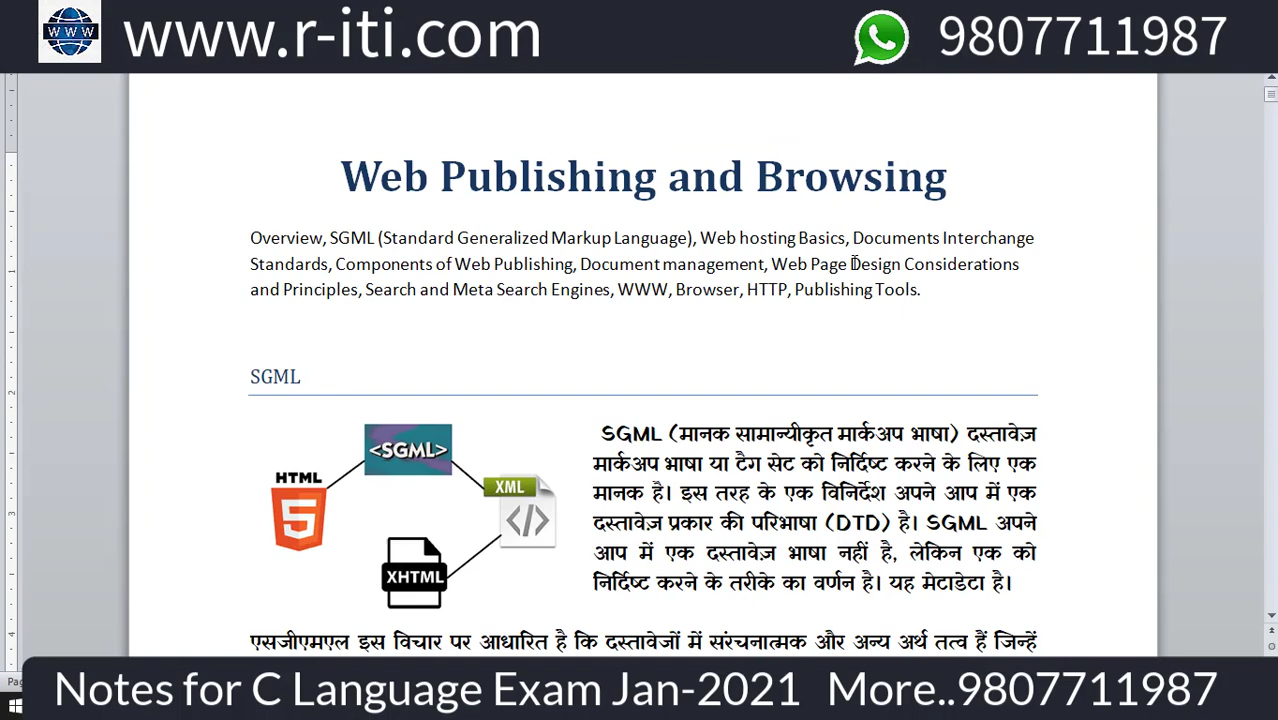 WWW
www.r-iti.com
9807711987
Web Publishing and Browsing
Overview, SGML (Standard Generalized Markup Language), Web hosting Basics, Documents Interchange
Standards, Components of Web Publishing, Document management, Web Page Design Considerations
and Principles, Search and Meta Search Engines, WWW, Browser, HTTP, Publishing Tools.
SGML
<SGML>
HTML
5
XML
</>
XHTML
SGML (मानक सामान्यीकृत मार्कअप भाषा) दस्तावेज़
मार्कअप भाषा या टैग सेट को निर्दिष्ट करने के लिए एक
मानक है। इस तरह के एक विनिर्देश अपने आप में एक
दस्तावेज़ प्रकार की परिभाषा (DTD) है। SGML अपने
आप में एक दस्तावेज़ भाषा नहीं है, लेकिन एक को
निर्दिष्ट करने के तरीके का वर्णन है। यह मेटाडेटा है।
एसजीएमएल इस विचार पर आधारित है कि दस्तावेजों में संरचनात्मक और अन्य अर्थ तत्व हैं जिन्हें
Notes for C Language Exam Jan-2021 More..9807711987